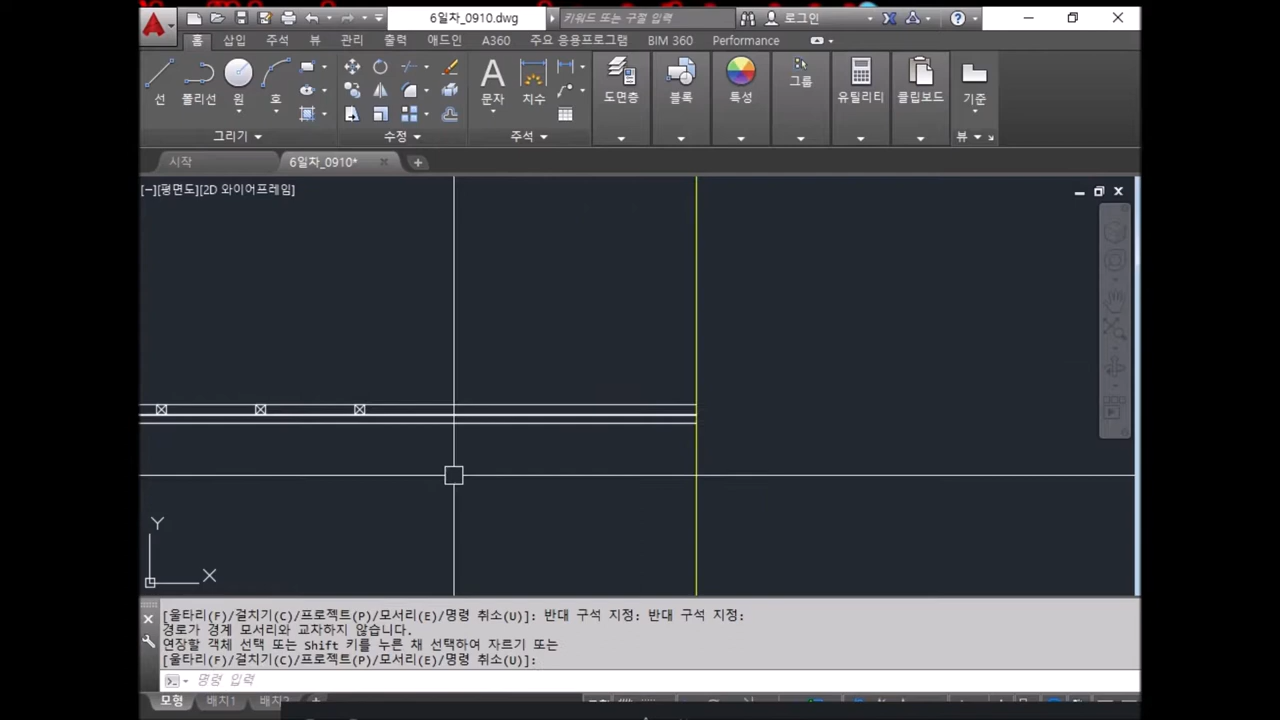 6일차_0910.dwg
키워드 또는 구절 입력
로그인
홈 삽입 주석 뷰 관리 출력 애드인 A360 주요 응용프로그램 BIM 360 Performance
선 폴리선 원 호 문자 치수 도면층 블록 특성 그룹 유틸리티 클립보드 기준
그리기 수정 주석 뷰
시작 6일차_0910*
[−][평면도][2D 와이어프레임]
Y
X
[울타리(F)/걸치기(C)/프로젝트(P)/모서리(E)/명령 취소(U)]: 반대 구석 지정: 반대 구석 지정:
경로가 경계 모서리와 교차하지 않습니다.
연장할 객체 선택 또는 Shift 키를 누른 채 선택하여 자르기 또는
[울타리(F)/걸치기(C)/프로젝트(P)/모서리(E)/명령 취소(U)]:
명령 입력
모형 배치1 배치2